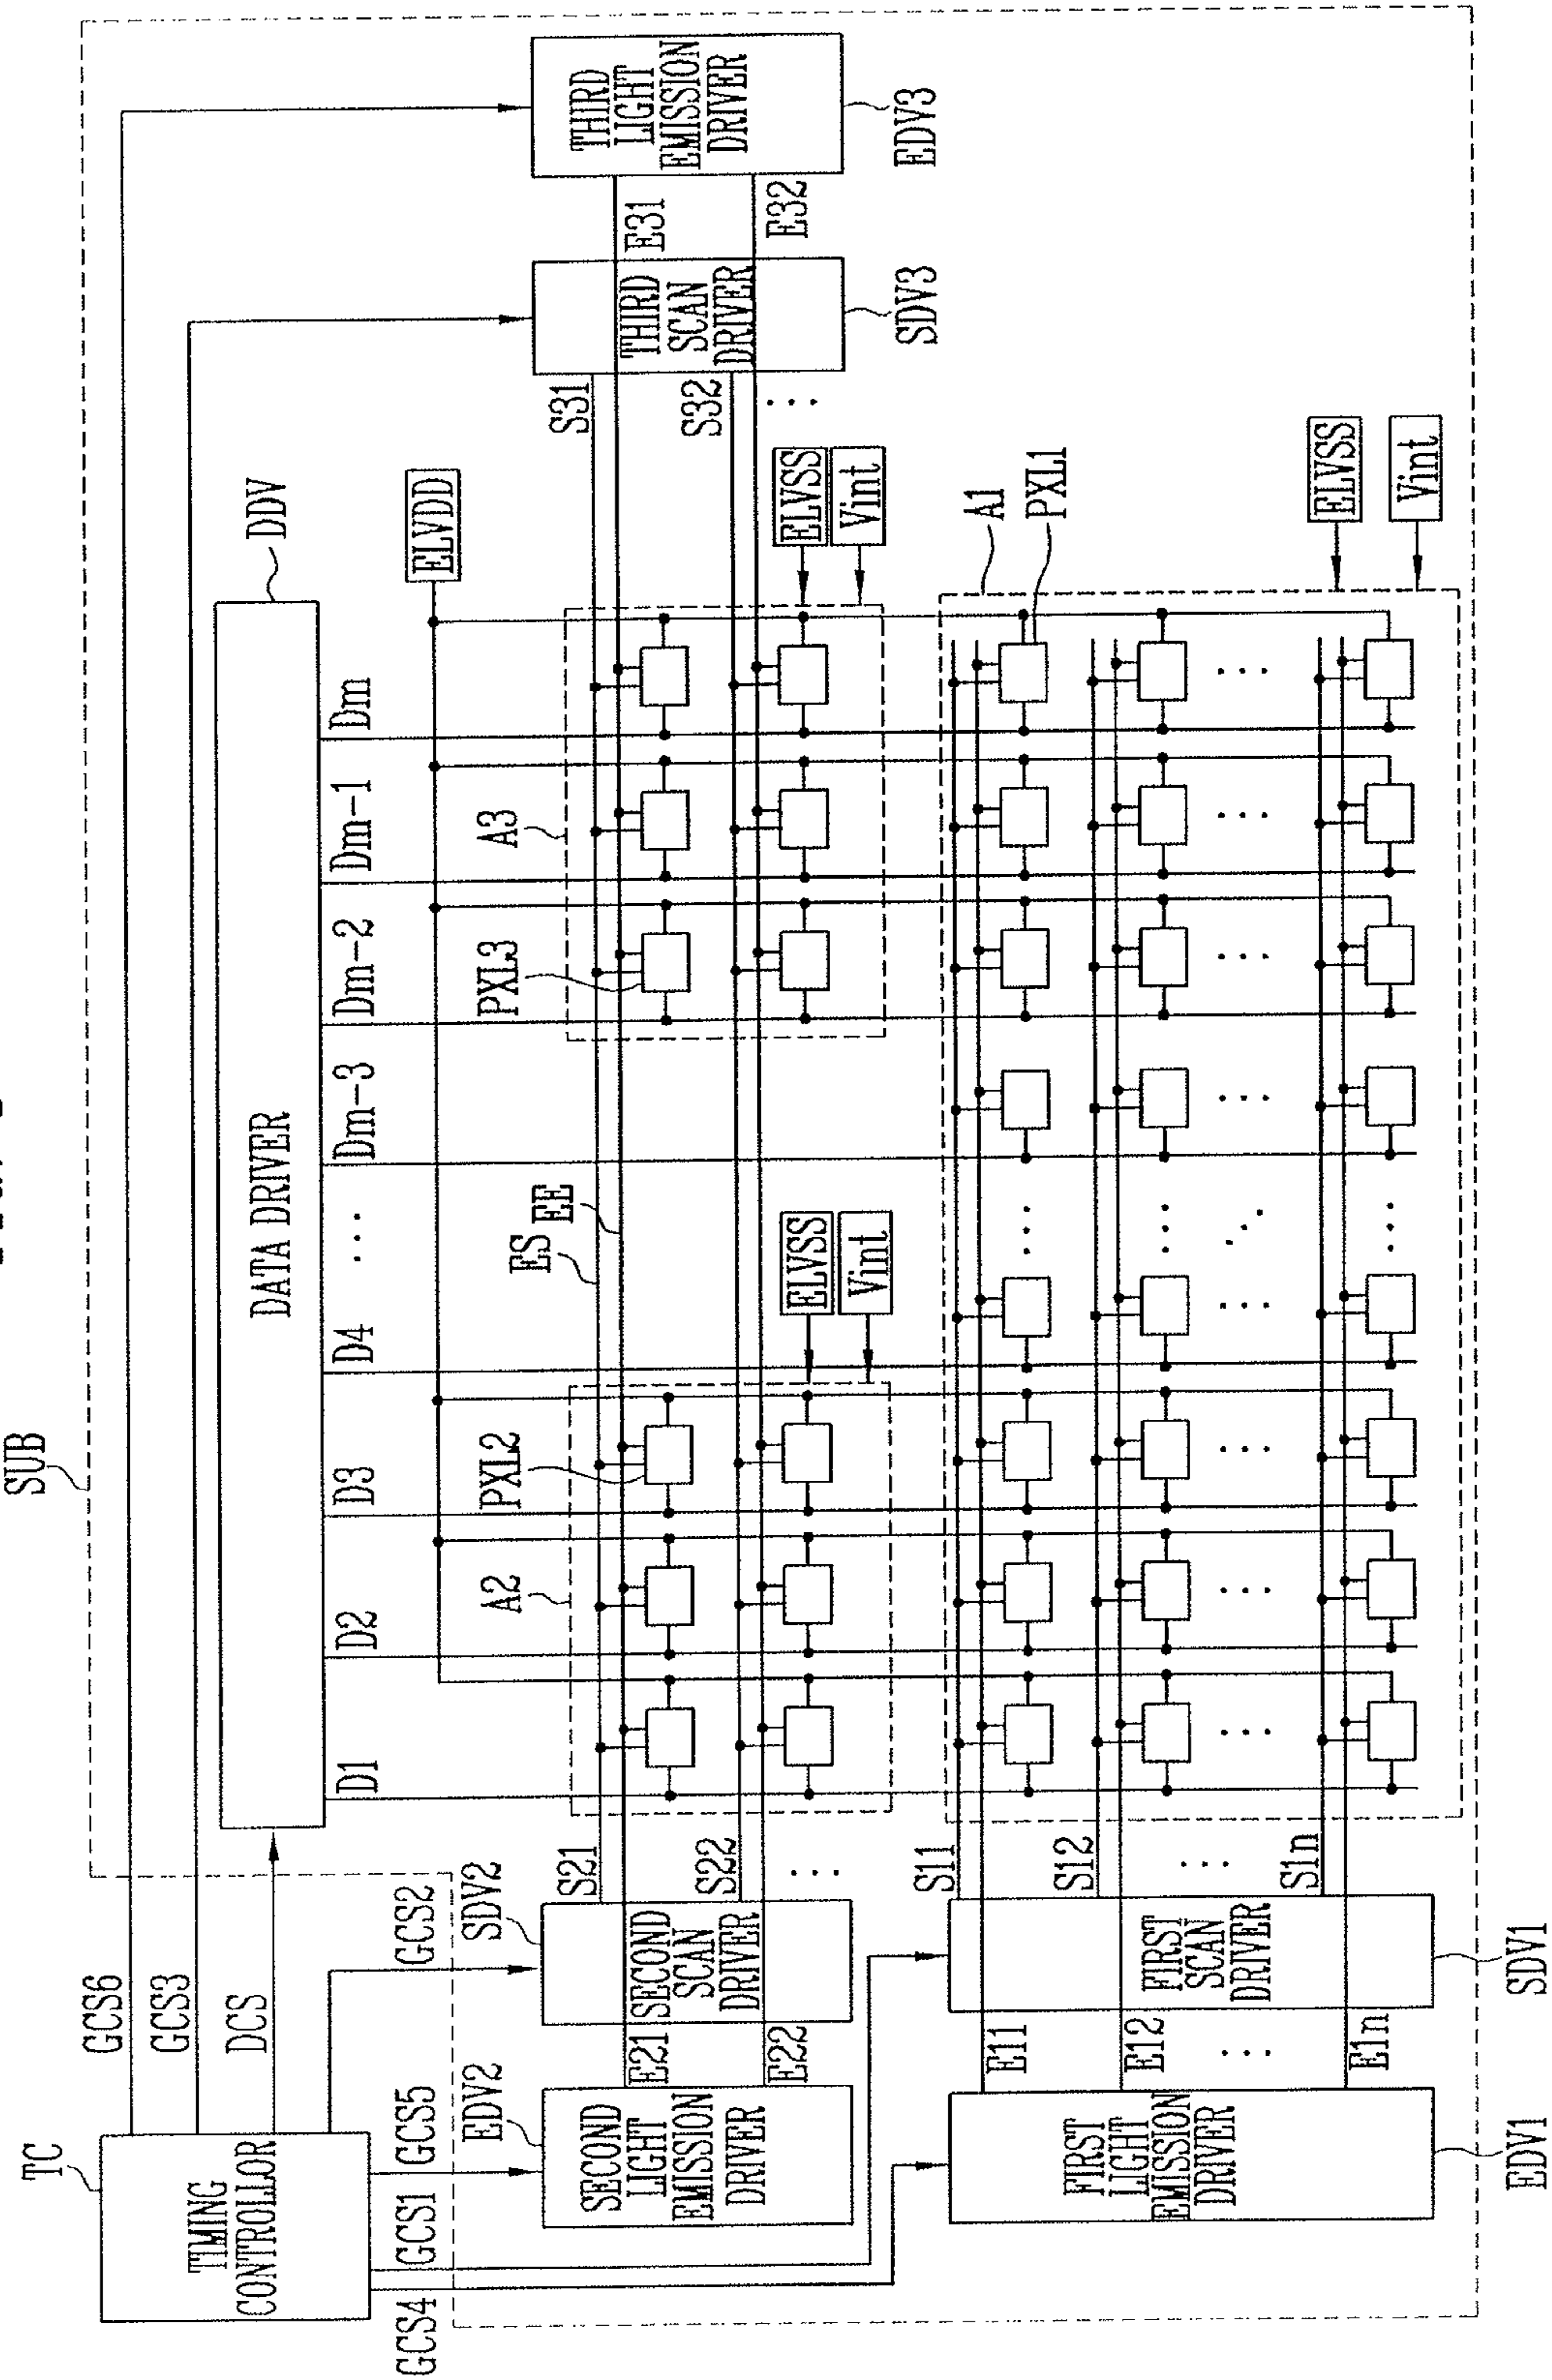 SUB
TC
TIMING
CONTROLLOR
GCS6
GCS3
DCS
GCS2
GCS5
GCS1
GCS4
DATA DRIVER
DDV
ELVDD
D1
D2
D3
D4
...
Dm-3
Dm-2
Dm-1
Dm
EDV2
SECOND
LIGHT
EMISSION
DRIVER
E21
E22
SDV2
SECOND
SCAN
DRIVER
S21
S22
...
A2
PXL2
ES
EE
ELVSS
Vint
PXL3
A3
ELVSS
Vint
S31
S32
...
THIRD
SCAN
DRIVER
SDV3
E31
E32
THIRD
LIGHT
EMISSION
DRIVER
EDV3
FIRST
LIGHT
EMISSION
DRIVER
EDV1
E11
E12
...
E1n
FIRST
SCAN
DRIVER
SDV1
S11
S12
...
S1n
A1
PXL1
ELVSS
Vint